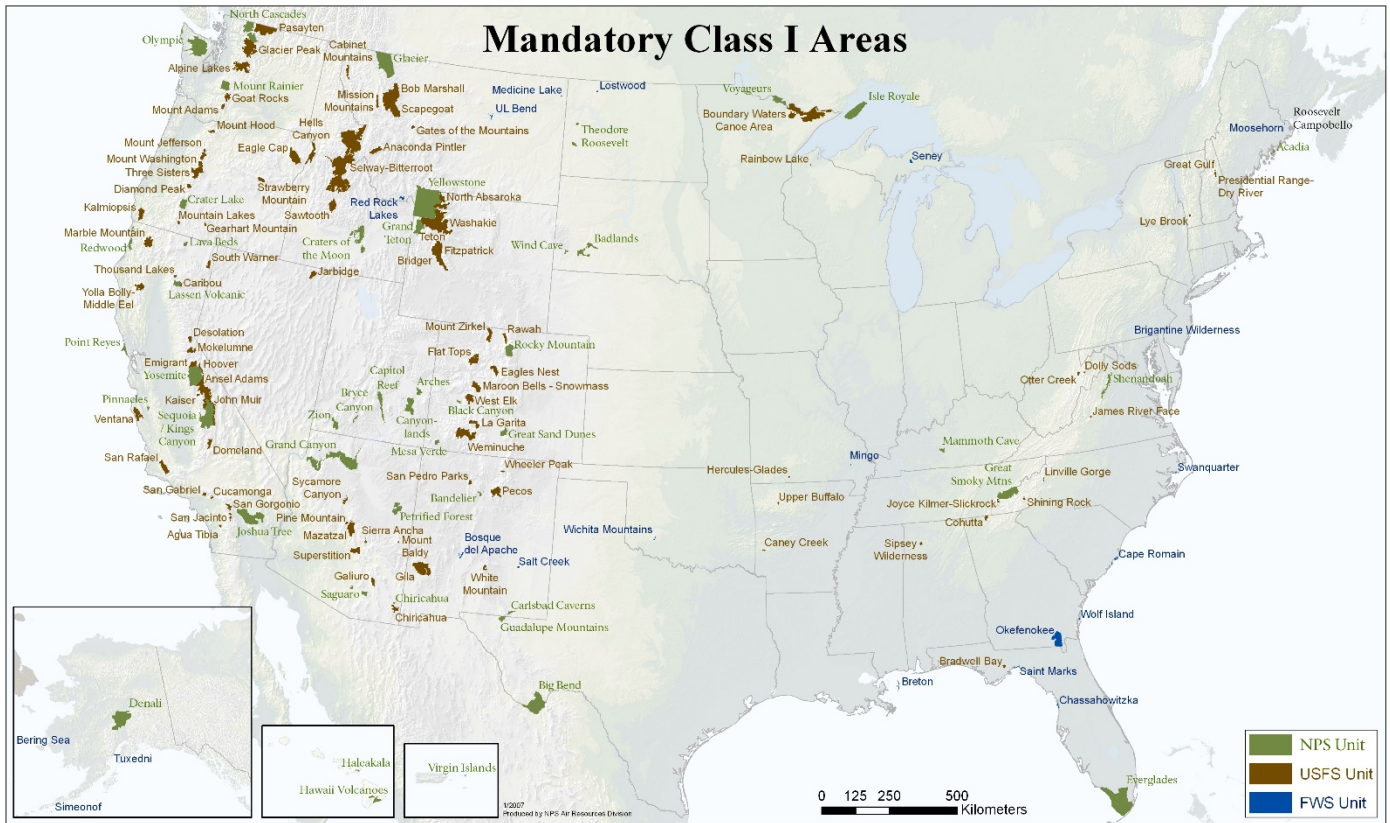 Mandatory Class I Areas
North Cascades
Pasayten
Olympic
Glacier Peak
Alpine Lakes
Cabinet
Mountains
Glacier
Mount Rainier
Goat Rocks
Mount Adams
Mission
Mountains
Bob Marshall
Scapegoat
Medicine Lake
Lostwood
UL Bend
Voyageurs
Isle Royale
Boundary Waters
Canoe Area
Roosevelt
Campobello
Moosehorn
Acadia
Mount Hood
Hells
Canyon
Gates of the Mountains
Theodore
Roosevelt
Mount Jefferson
Eagle Cap
Anaconda Pintler
Mount Washington
Three Sisters
Selway-Bitterroot
Rainbow Lake
Seney
Great Gulf
Presidential Range-
Dry River
Diamond Peak
Strawberry
Mountain
Yellowstone
North Absaroka
Crater Lake
Sawtooth
Red Rock
Lakes
Kalmiopsis
Mountain Lakes
Gearhart Mountain
Washakie
Lye Brook
Marble Mountain
Redwood
Lava Beds
Craters of
the Moon
Grand
Teton
Teton
Fitzpatrick
Bridger
Wind Cave
Badlands
South Warner
Thousand Lakes
Jarbidge
Caribou
Lassen Volcanic
Yolla Bolly-
Middle Eel
Desolation
Mokelumne
Point Reyes
Emigrant
Hoover
Yosemite
Ansel Adams
Mount Zirkel
Rawah
Rocky Mountain
Flat Tops
Eagles Nest
Maroon Bells - Snowmass
Brigantine Wilderness
Capitol
Reef
Arches
Bryce
Canyon
Zion
Canyon-
lands
West Elk
Black Canyon
La Garita
Great Sand Dunes
Weminuche
Mesa Verde
Pinnacles
Kaiser
John Muir
Ventana
Sequoia
/ Kings
Canyon
Domeland
Grand Canyon
Dolly Sods
Otter Creek
Shenandoah
James River Face
San Rafael
Sycamore
Canyon
San Pedro Parks
Wheeler Peak
Bandelier
Pecos
Hercules-Glades
Mingo
Mammoth Cave
Great
Smoky Mtns
Linville Gorge
Swanquarter
San Gabriel
Cucamonga
San Gorgonio
San Jacinto
Agua Tibia
Joshua Tree
Pine Mountain
Mazatzal
Petrified Forest
Sierra Ancha
Mount
Baldy
Superstition
Bosque
del Apache
Salt Creek
Wichita Mountains
Upper Buffalo
Joyce Kilmer-Slickrock
Shining Rock
Cohutta
Caney Creek
Sipsey
Wilderness
Cape Romain
Galiuro
Gila
White
Mountain
Saguaro
Chiricahua
Chiricahua
Carlsbad Caverns
Guadalupe Mountains
Wolf Island
Okefenokee
Bradwell Bay
Saint Marks
Breton
Chassahowitzka
Big Bend
Everglades
Denali
Bering Sea
Tuxedni
Simeonof
Haleakala
Hawaii Volcanoes
Virgin Islands
1/2007
Produced by NPS Air Resources Division
0 125 250 500
Kilometers
NPS Unit
USFS Unit
FWS Unit